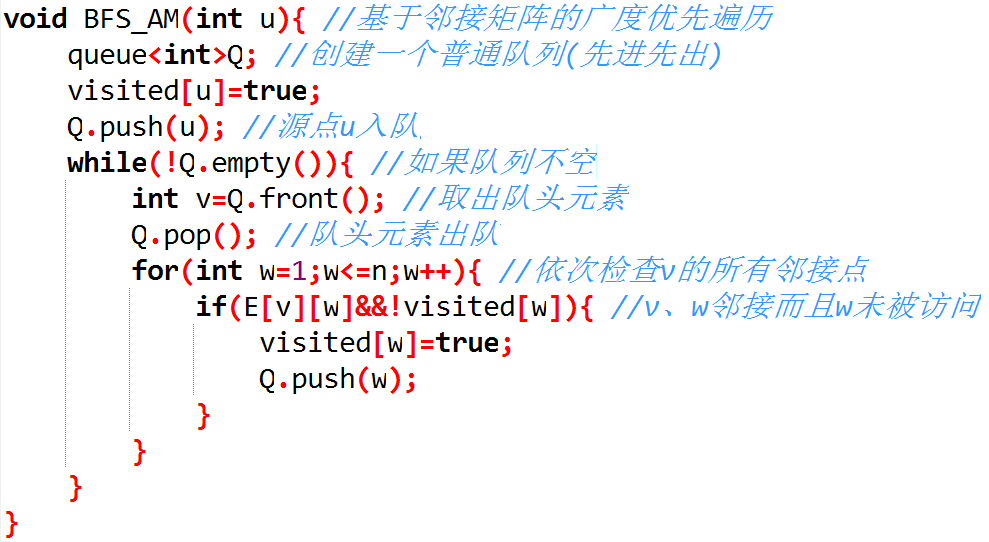 void BFS_AM(int u){ //基于邻接矩阵的广度优先遍历
    queue<int>Q; //创建一个普通队列(先进先出)
    visited[u]=true;
    Q.push(u); //源点u入队
    while(!Q.empty()){ //如果队列不空
        int v=Q.front(); //取出队头元素
        Q.pop(); //队头元素出队
        for(int w=1;w<=n;w++){ //依次检查v的所有邻接点
            if(E[v][w]&&!visited[w]){ //v、w邻接而且w未被访问
                visited[w]=true;
                Q.push(w);
            }
        }
    }
}